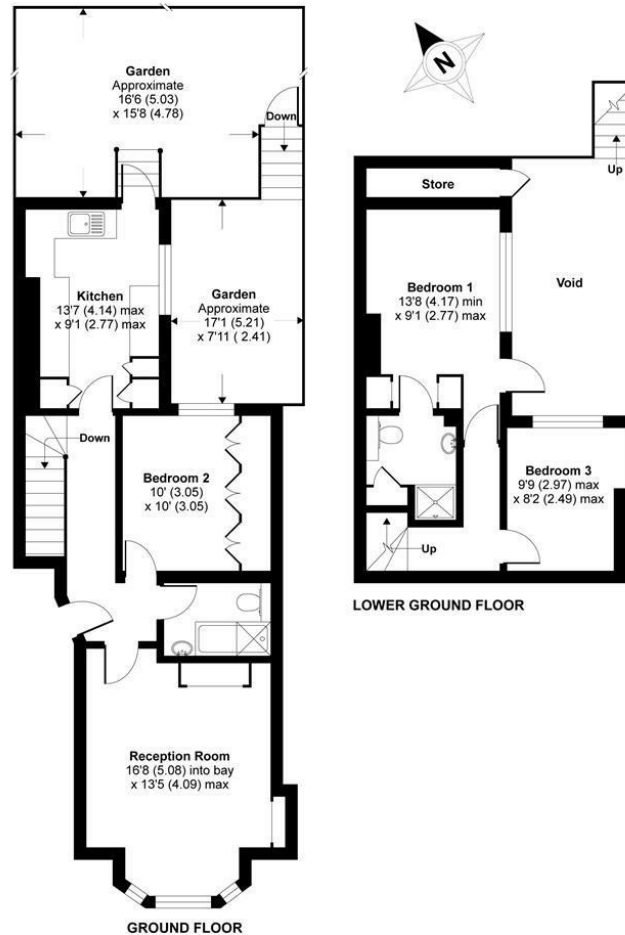 Garden
Approximate
16'6 (5.03)
x 15'8 (4.78)
Down
Kitchen
13'7 (4.14) max
x 9'1 (2.77) max
Garden
Approximate
17'1 (5.21)
x 7'11 ( 2.41)
Down
Bedroom 2
10' (3.05)
x 10' (3.05)
Reception Room
16'8 (5.08) into bay
x 13'5 (4.09) max
GROUND FLOOR
N
Up
Store
Bedroom 1
13'8 (4.17) min
x 9'1 (2.77) max
Void
Bedroom 3
9'9 (2.97) max
x 8'2 (2.49) max
Up
LOWER GROUND FLOOR